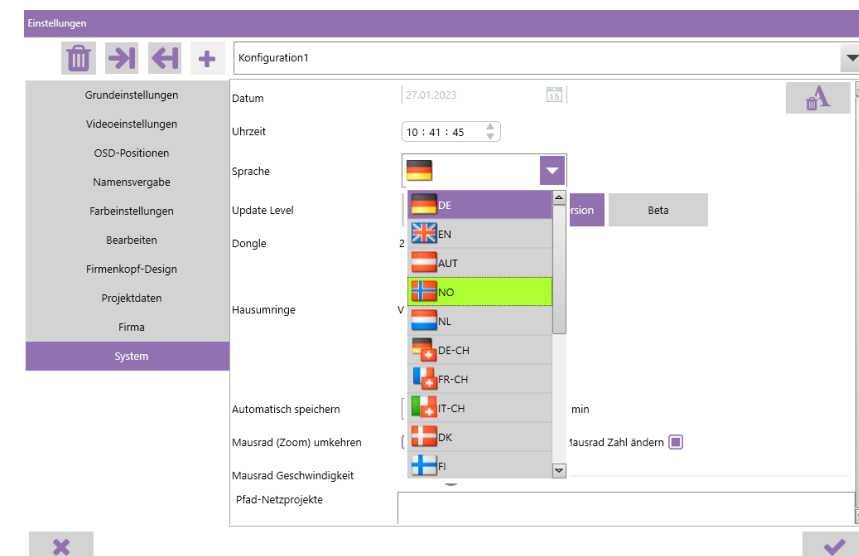 Einstellungen
Konfiguration1
Grundeinstellungen
Videoeinstellungen
OSD-Positionen
Namensvergabe
Farbeinstellungen
Bearbeiten
Firmenkopf-Design
Projektdaten
Firma
System
Datum
27.01.2023
15
A
Uhrzeit
10 : 41 : 45
Sprache
DE
EN
AUT
NO
NL
DE-CH
FR-CH
IT-CH
DK
FI
Update Level
rsion
Beta
Dongle
2
Hausumringe
V
Automatisch speichern
min
Mausrad (Zoom) umkehren
Mausrad Zahl ändern
Mausrad Geschwindigkeit
Pfad-Netzprojekte